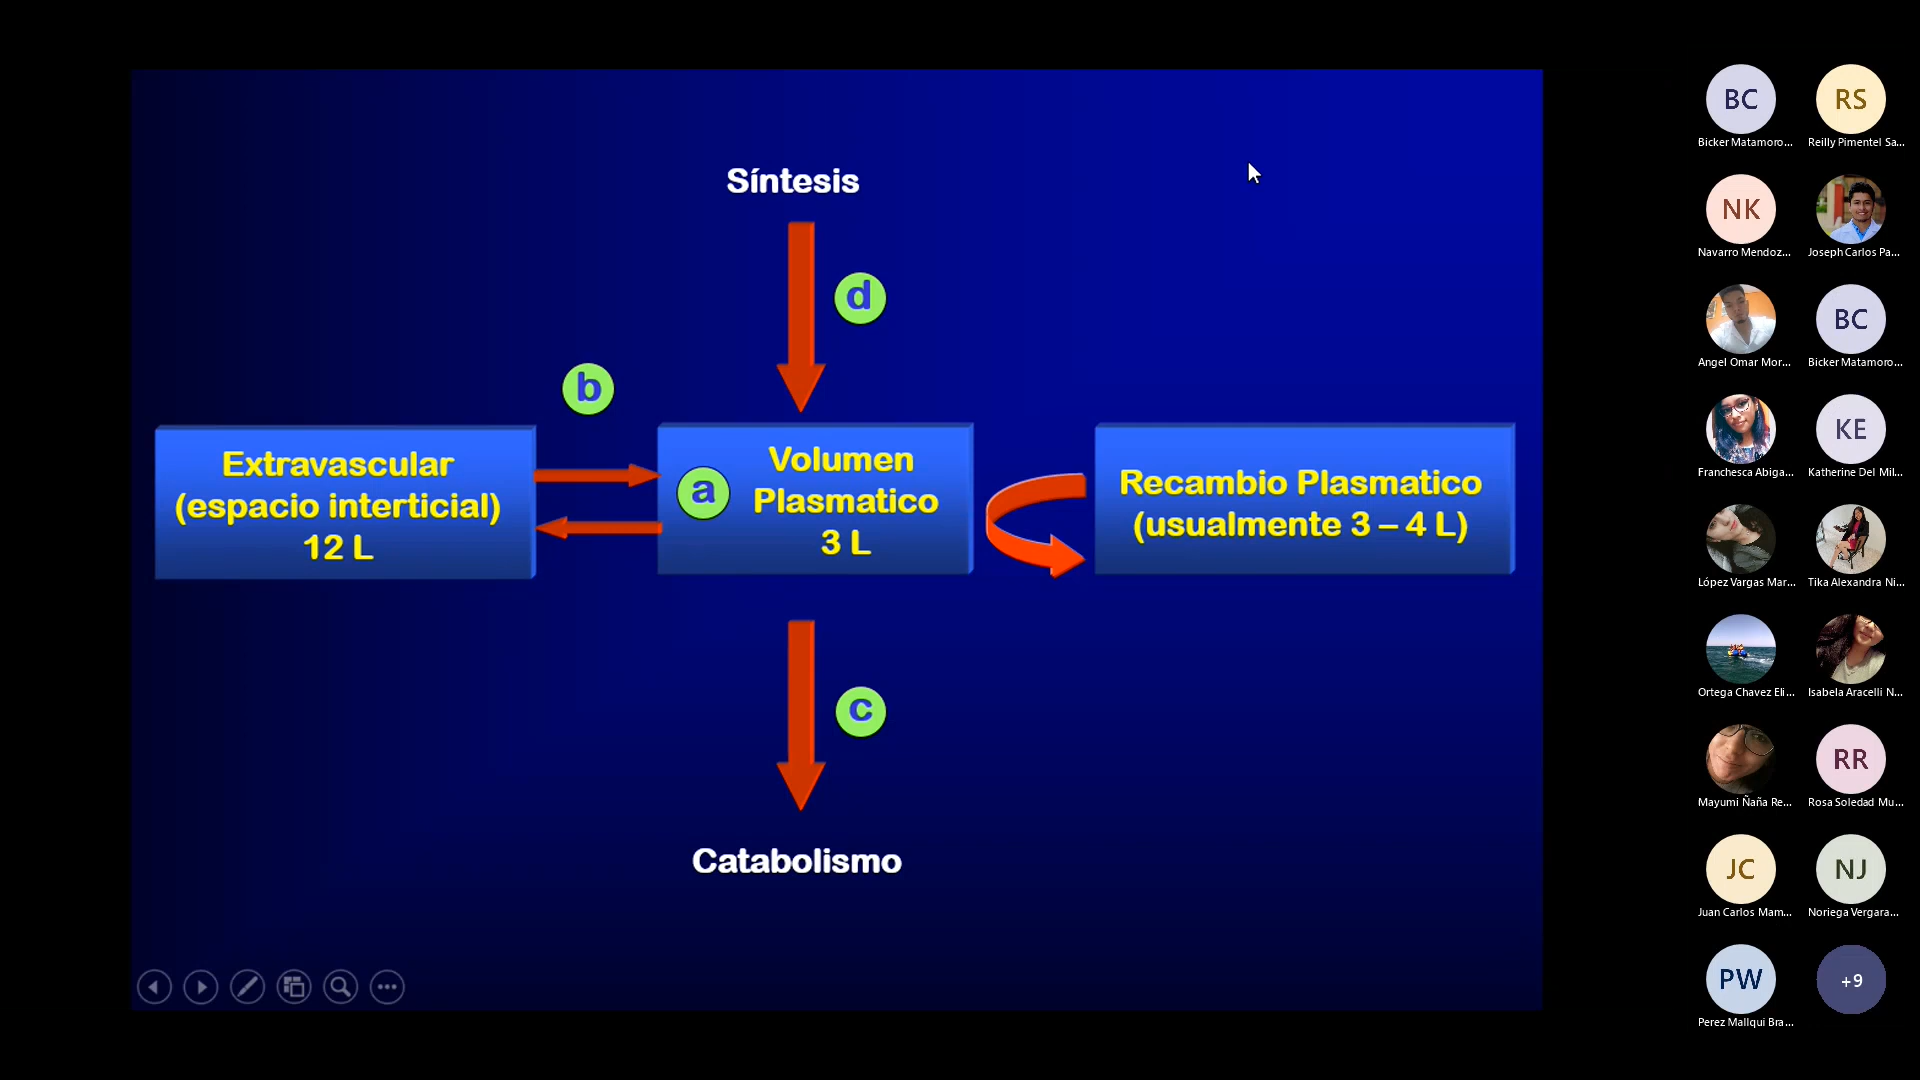 Síntesis
d
b
Extravascular
(espacio interticial)
12 L
a
Volumen
Plasmatico
3 L
Recambio Plasmatico
(usualmente 3 – 4 L)
c
Catabolismo
BC
Bicker Matamoro...
RS
Reilly Pimentel Sa...
NK
Navarro Mendoz...
Joseph Carlos Pa...
Angel Omar Mor...
BC
Bicker Matamoro...
Franchesca Abiga...
KE
Katherine Del Mil...
López Vargas Mar...
Tika Alexandra Ni...
Ortega Chavez Eli...
Isabela Aracelli N...
Mayumi Ñaña Re...
RR
Rosa Soledad Mu...
JC
Juan Carlos Mam...
NJ
Noriega Vergara...
PW
Perez Mallqui Bra...
+9